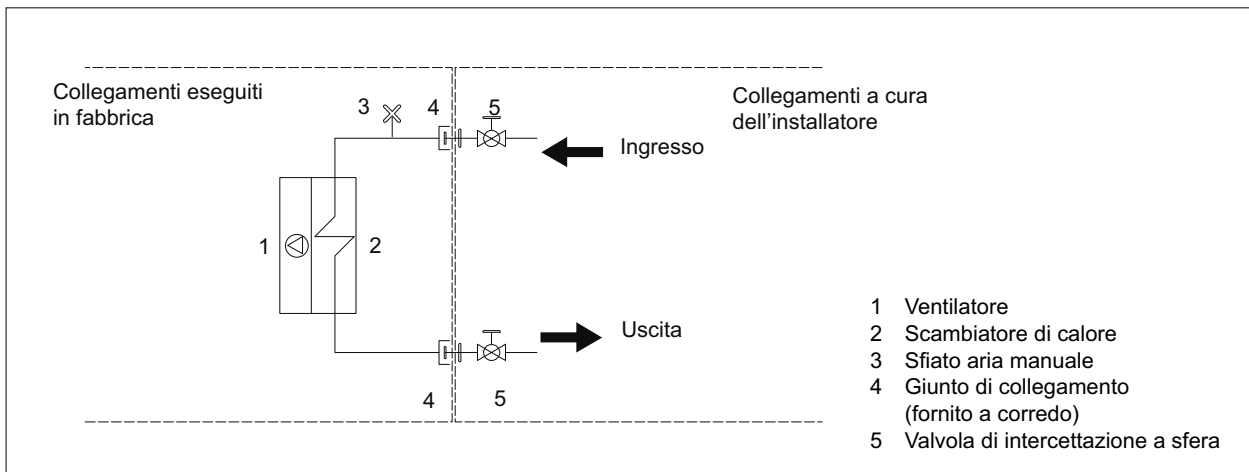 Collegamenti eseguiti
in fabbrica
3
4
5
Collegamenti a cura
dell'installatore
Ingresso
1
2
Uscita
4
5
1 Ventilatore
2 Scambiatore di calore
3 Sfiato aria manuale
4 Giunto di collegamento
(fornito a corredo)
5 Valvola di intercettazione a sfera